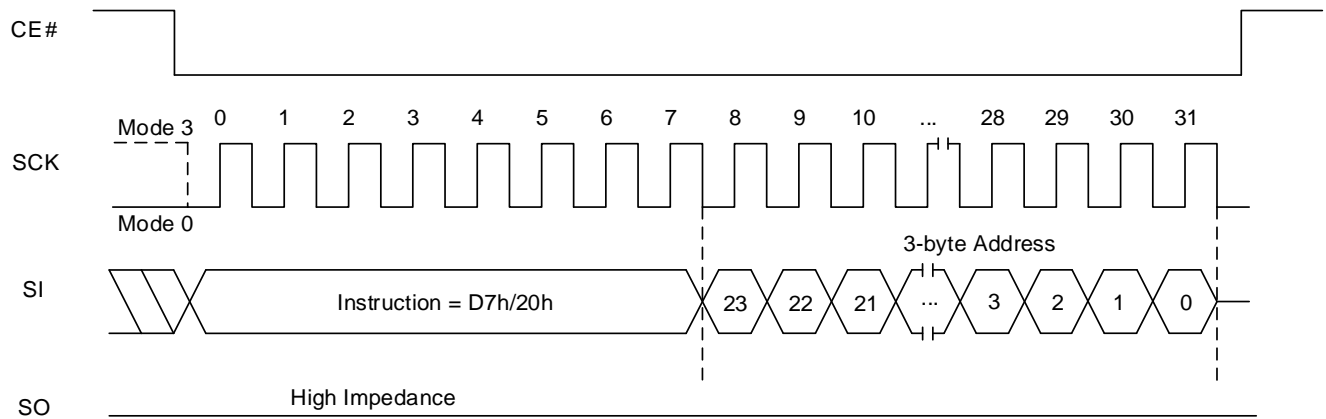 CE#
0 1 2 3 4 5 6 7 8 9 10 ... 28 29 30 31
Mode 3
SCK
Mode 0
3-byte Address
SI
Instruction = D7h/20h
23 22 21 ... 3 2 1 0
High Impedance
SO